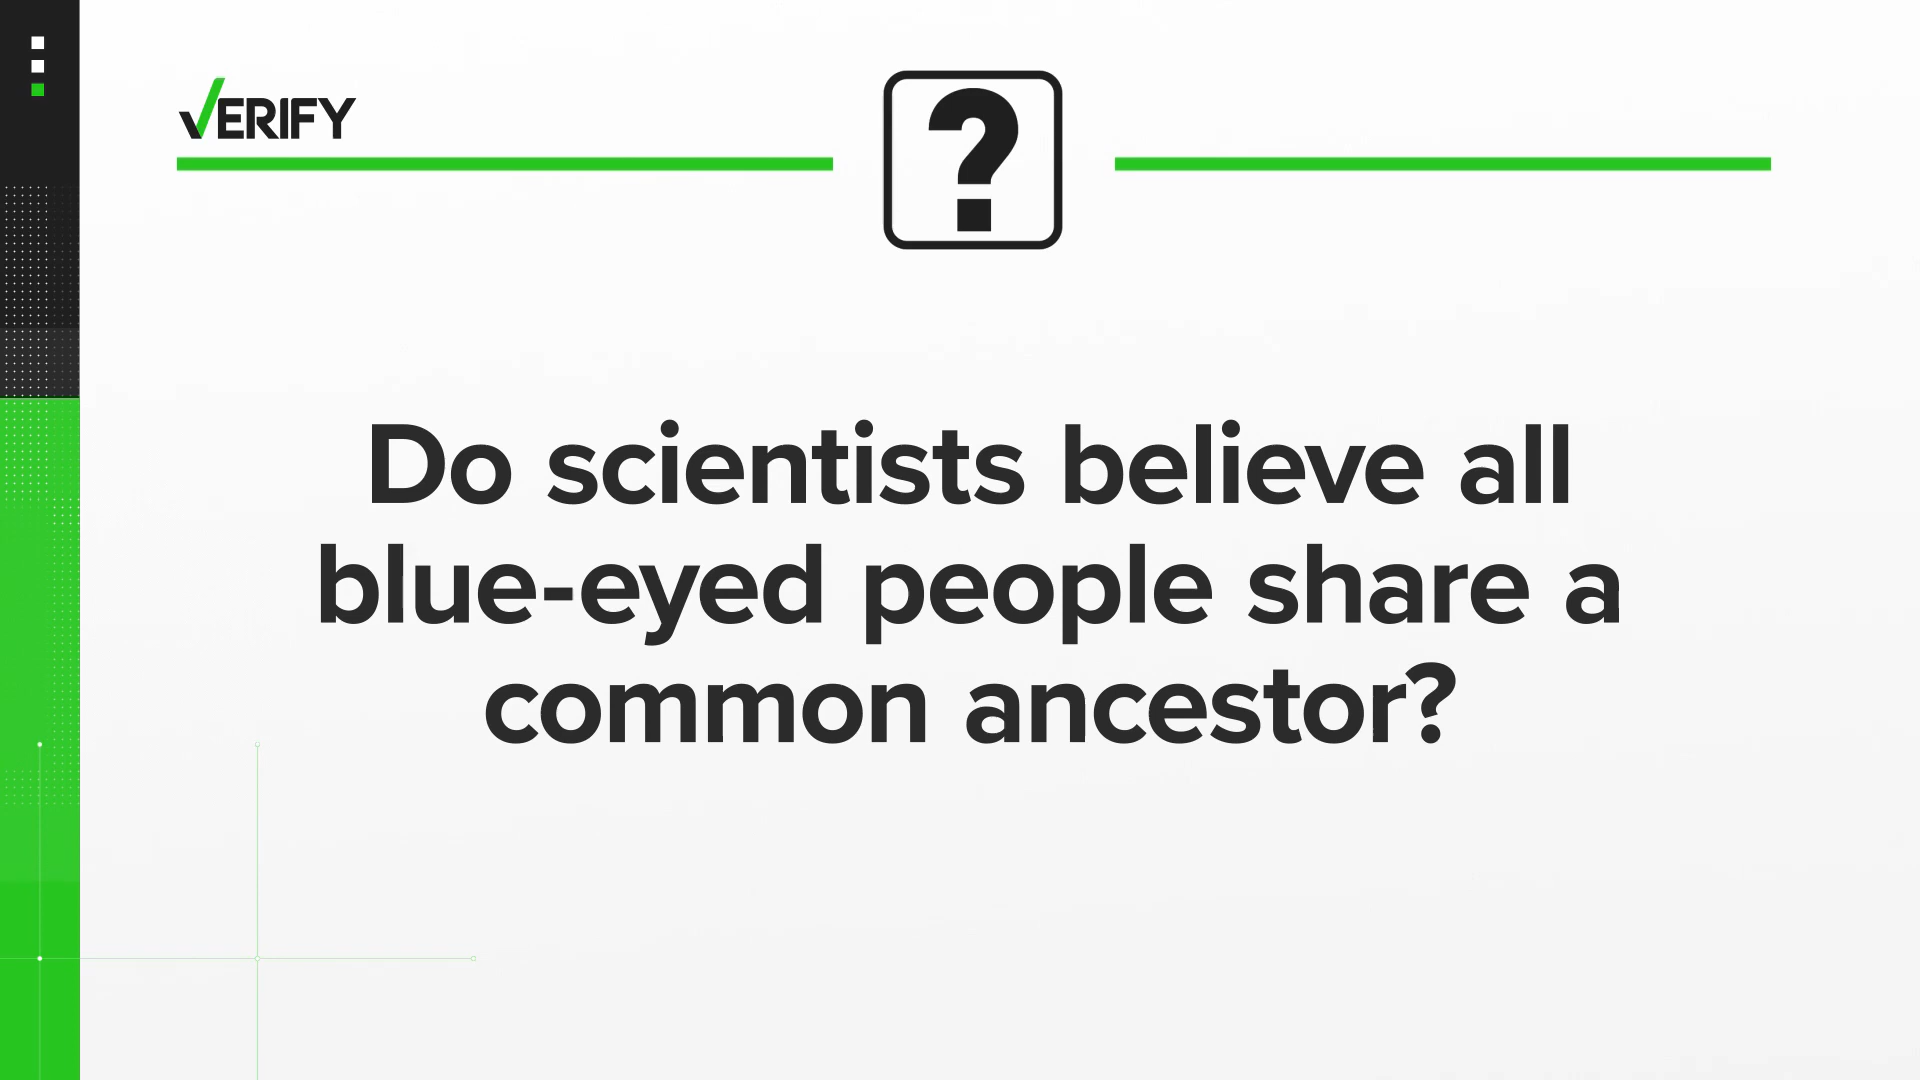 VERIFY
?
Do scientists believe all
blue-eyed people share a
common ancestor?